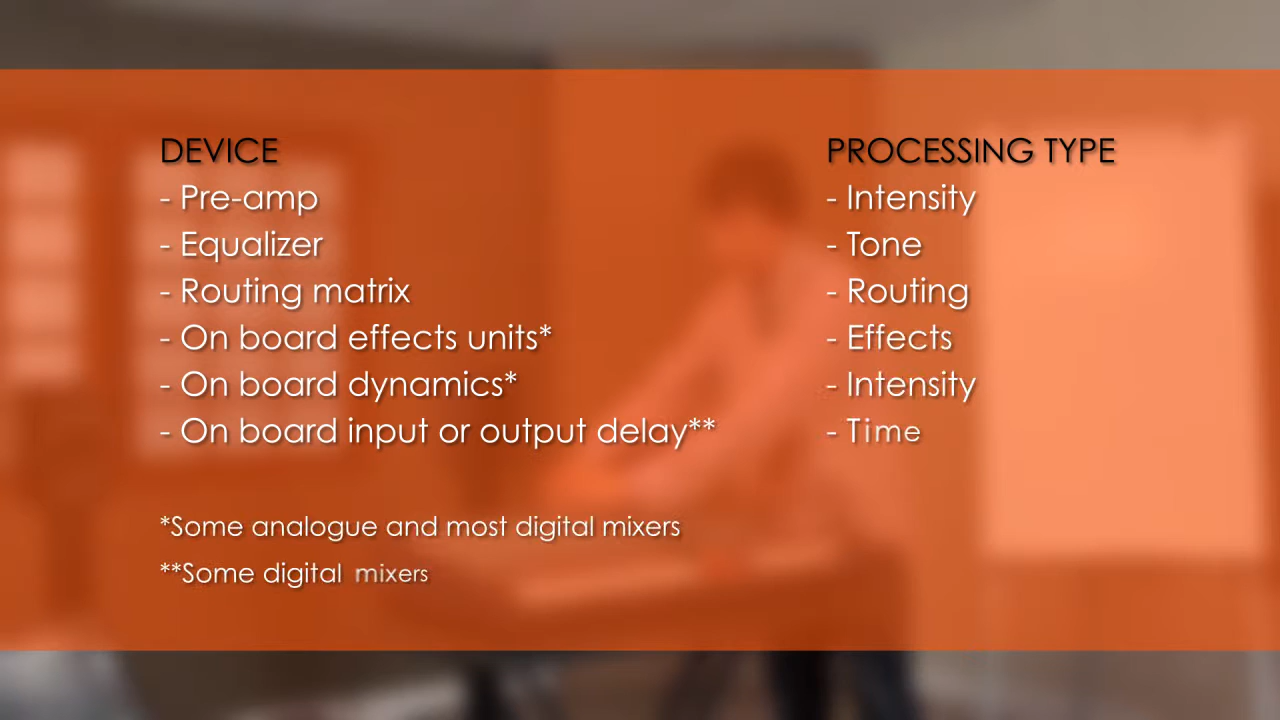 DEVICE
- Pre-amp
- Equalizer
- Routing matrix
- On board effects units*
- On board dynamics*
- On board input or output delay**
*Some analogue and most digital mixers
**Some digital mixers
PROCESSING TYPE
- Intensity
- Tone
- Routing
- Effects
- Intensity
- Time